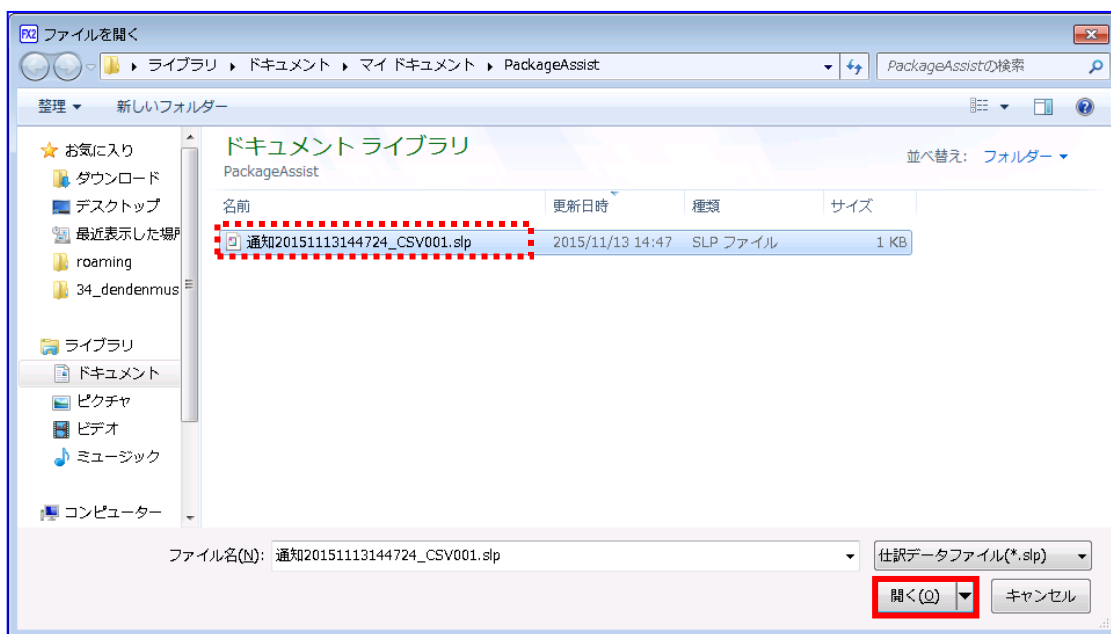 FX2 ファイルを開く
ライブラリ ▸ ドキュメント ▸ マイ ドキュメント ▸ PackageAssist PackageAssistの検索
整理 ▼ 新しいフォルダー
お気に入り
ダウンロード
デスクトップ
最近表示した場所
roaming
34_dendenmus
ライブラリ
ドキュメント
ピクチャ
ビデオ
ミュージック
コンピューター
ドキュメント ライブラリ
PackageAssist
並べ替え: フォルダー ▼
名前 更新日時 種類 サイズ
通知20151113144724_CSV001.slp 2015/11/13 14:47 SLP ファイル 1 KB
ファイル名(N): 通知20151113144724_CSV001.slp 仕訳データファイル(*.slp)
開く(O) キャンセル